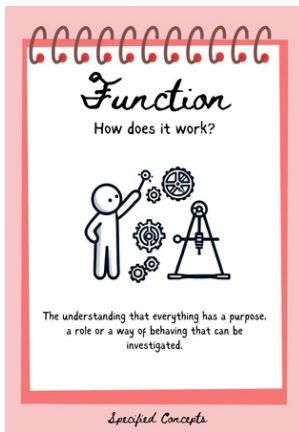 Function
How does it work?
The understanding that everything has a purpose.
a role or a way of behaving that can be
investigated.
Specified Concepts